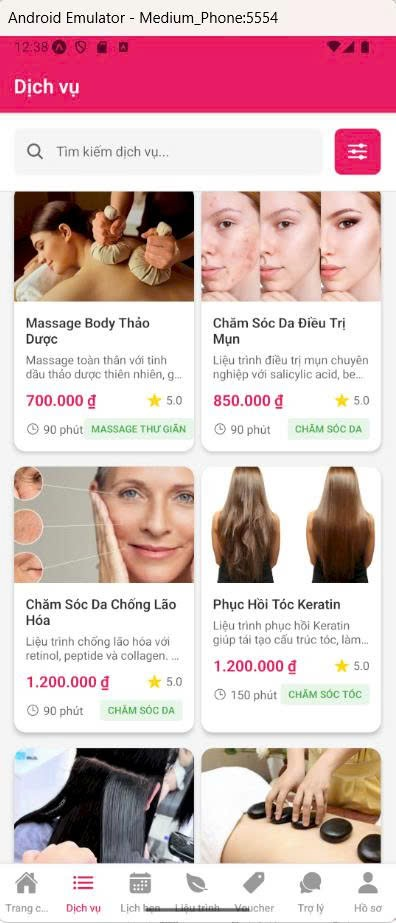 Android Emulator - Medium_Phone:5554
12:38
Dịch vụ
Tìm kiếm dịch vụ...
Massage Body Thảo
Dược
Massage toàn thân với tinh
dầu thảo dược thiên nhiên, g...
700.000 ₫ 5.0
90 phút MASSAGE THƯ GIÃN
Chăm Sóc Da Điều Trị
Mụn
Liệu trình điều trị mụn chuyên
nghiệp với salicylic acid, be...
850.000 ₫ 5.0
90 phút CHĂM SÓC DA
Chăm Sóc Da Chống Lão
Hóa
Liệu trình chống lão hóa với
retinol, peptide và collagen. ...
1.200.000 ₫ 5.0
90 phút CHĂM SÓC DA
Phục Hồi Tóc Keratin
Liệu trình phục hồi Keratin
giúp tái tạo cấu trúc tóc, làm...
1.200.000 ₫ 5.0
150 phút CHĂM SÓC TÓC
Trang c... Dịch vụ Lịch hẹn Liệu trình Voucher Trợ lý Hồ sơ